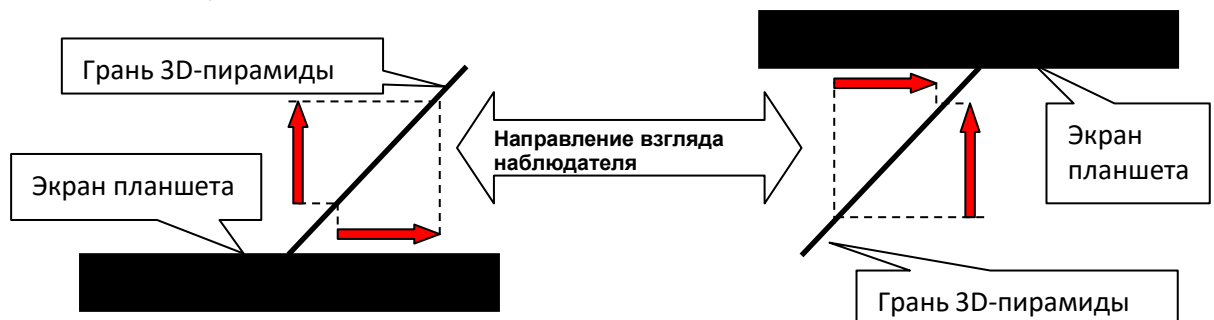 Грань 3D-пирамиды
Экран планшета
Направление взгляда
наблюдателя
Экран
планшета
Грань 3D-пирамиды